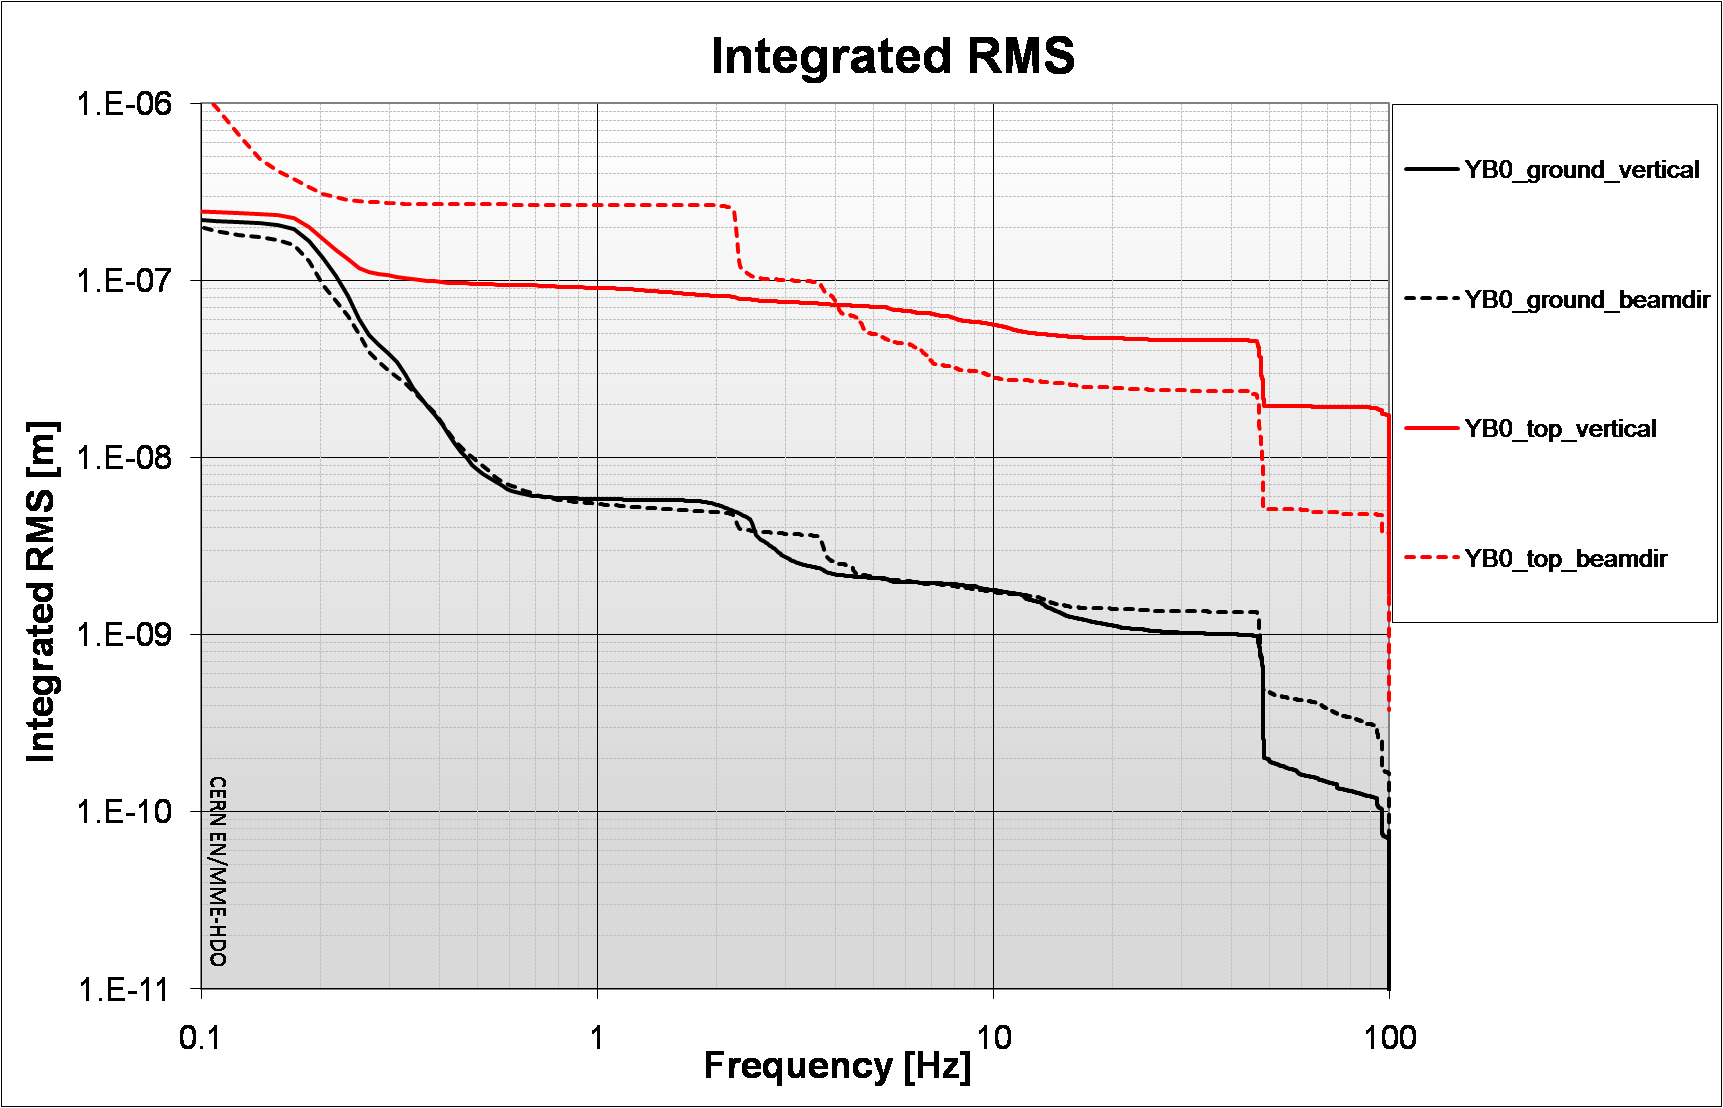 Integrated RMS
1.E-06
1.E-07
1.E-08
1.E-09
1.E-10
1.E-11
Integrated RMS [m]
CERN EN/MME-HDO
0.1
1
10
100
Frequency [Hz]
YB0_ground_vertical
YB0_ground_beamdir
YB0_top_vertical
YB0_top_beamdir